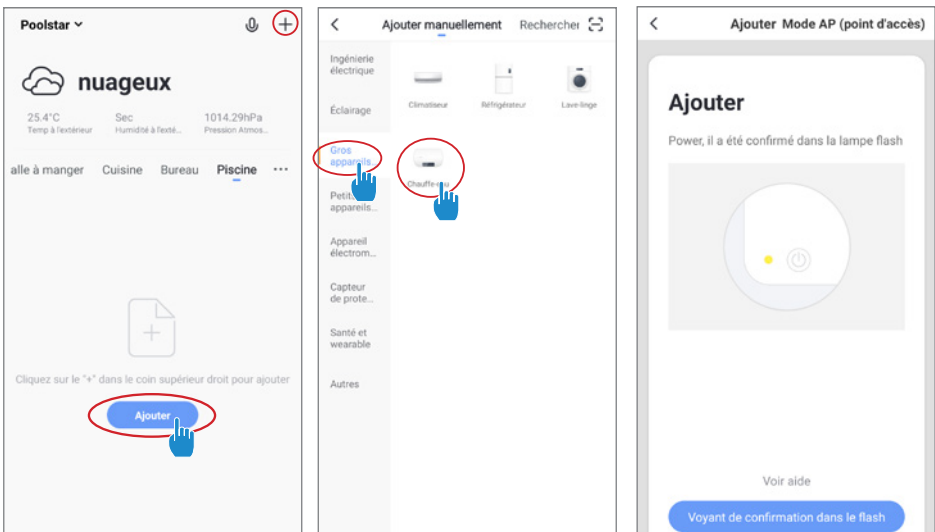 Poolstar
nuageux
25.4°C Sec 1014.29hPa
Temp à l'extérieur Humidité à l'exté... Pression Atmos...
alle à manger Cuisine Bureau Piscine ...
Cliquez sur le "+" dans le coin supérieur droit pour ajouter
Ajouter
Ajouter manuellement Rechercher
Ingénierie
électrique
Éclairage
Gros
appareils...
Petits
appareils...
Appareil
électrom...
Capteur
de prote...
Santé et
wearable
Autres
Climatiseur Réfrigérateur Lave-linge
Chauffe-eau
Ajouter Mode AP (point d'accès)
Ajouter
Power, il a été confirmé dans la lampe flash
Voir aide
Voyant de confirmation dans le flash